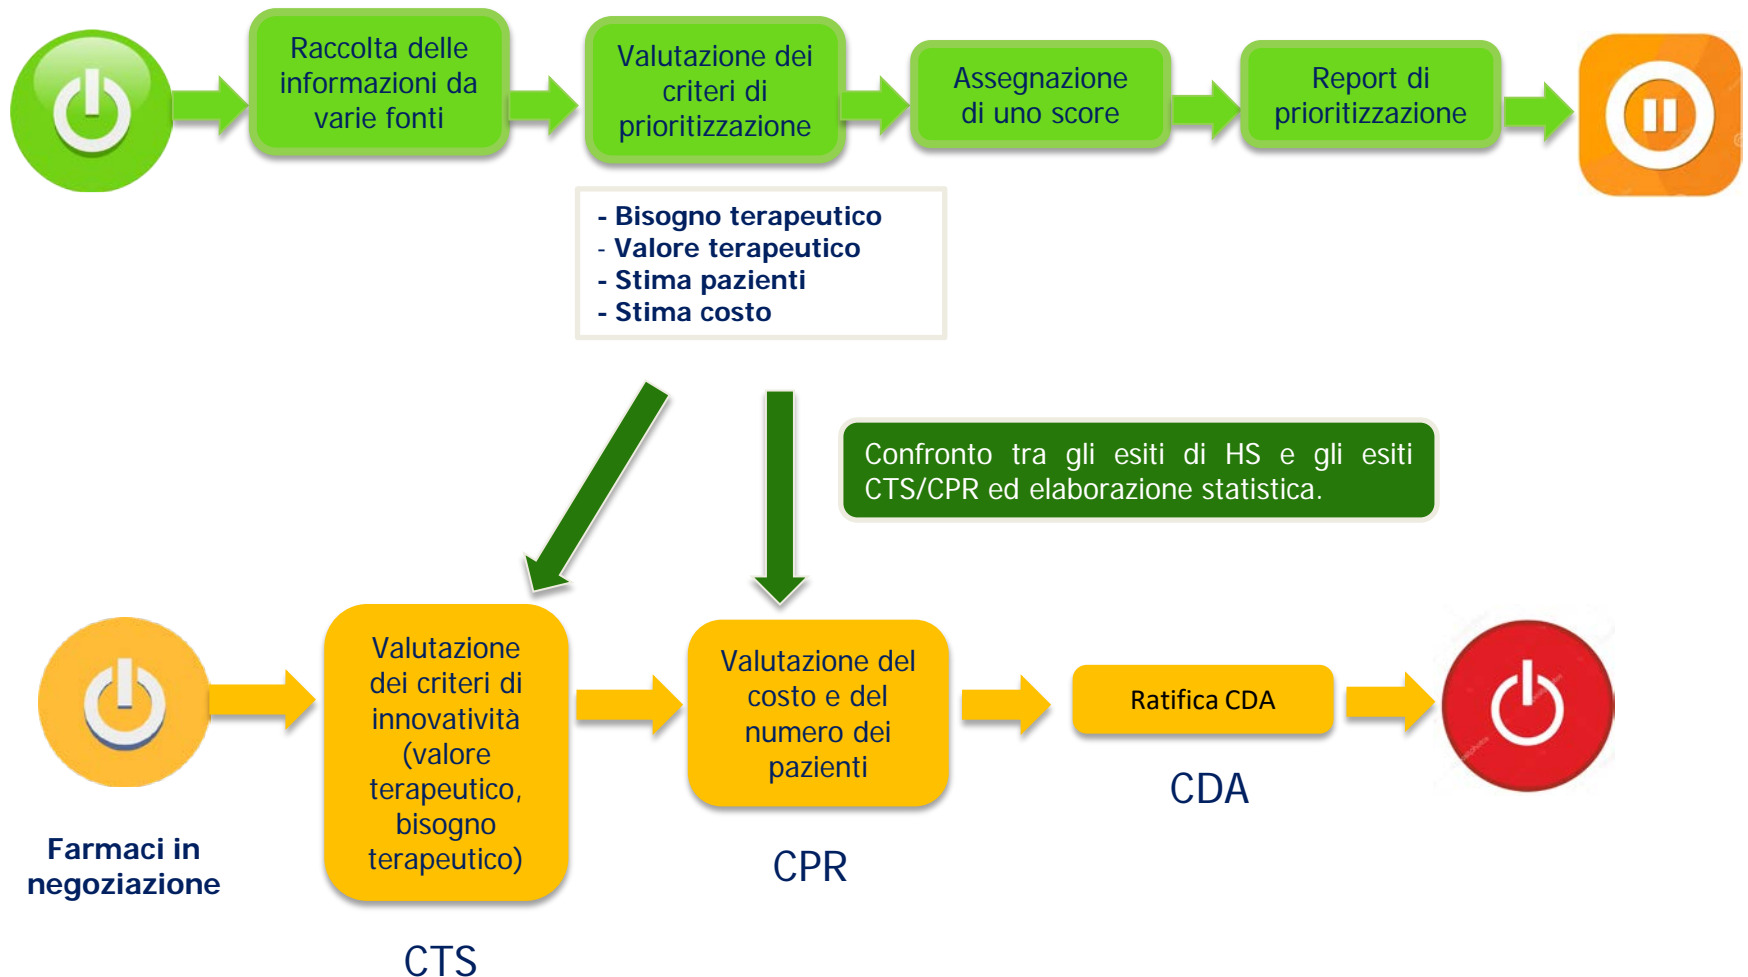 Raccolta delle
informazioni da
varie fonti
Valutazione dei
criteri di
prioritizzazione
Assegnazione
di uno score
Report di
prioritizzazione
- Bisogno terapeutico
- Valore terapeutico
- Stima pazienti
- Stima costo
Confronto tra gli esiti di HS e gli esiti
CTS/CPR ed elaborazione statistica.
Farmaci in
negoziazione
Valutazione
dei criteri di
innovatività
(valore
terapeutico,
bisogno
terapeutico)
CTS
Valutazione del
costo e del
numero dei
pazienti
CPR
Ratifica CDA
CDA